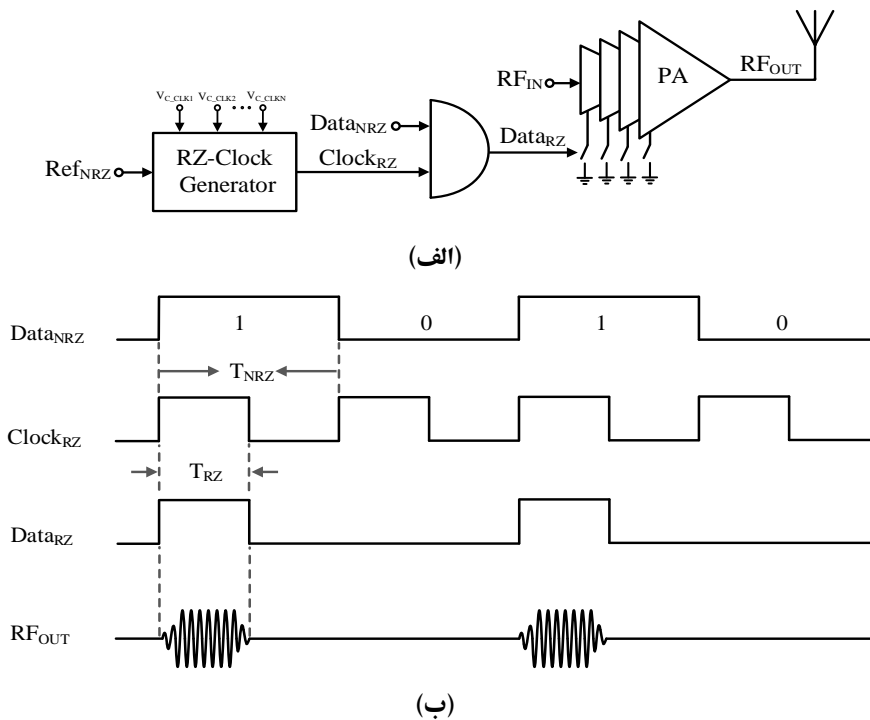 V_C_CLK1 V_C_CLK2 ••• V_C_CLKN
Ref_NRZ
RZ-Clock
Generator
Clock_RZ
Data_NRZ
Data_RZ
RF_IN
PA
RF_OUT
(الف)
Data_NRZ
1 0 1 0
T_NRZ
Clock_RZ
T_RZ
Data_RZ
RF_OUT
(ب)